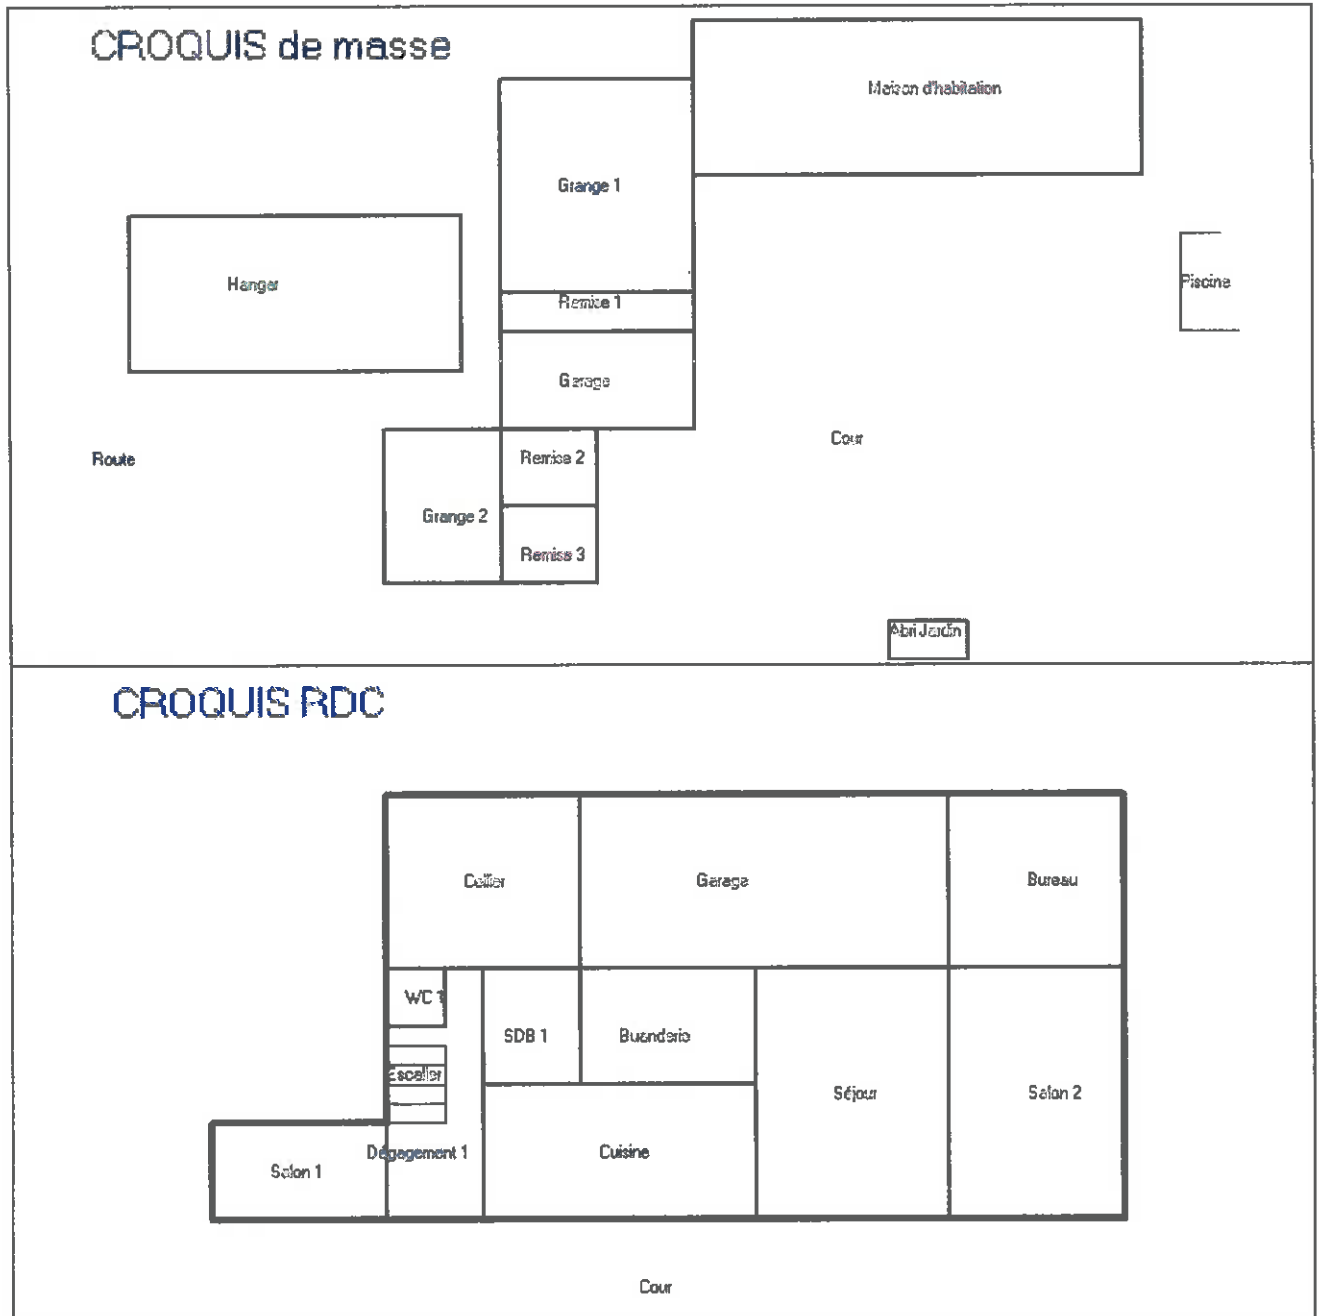 CROQUIS de masse
Maison d'habitation
Grange 1
Hangar
Piscine
Remise 1
Garage
Cour
Route
Remise 2
Grange 2
Remise 3
Abri Jardin
CROQUIS RDC
Cellier
Garage
Bureau
WC 1
SDB 1
Buanderie
Escalier
Séjour
Salon 2
Dégagement 1
Cuisine
Salon 1
Cour